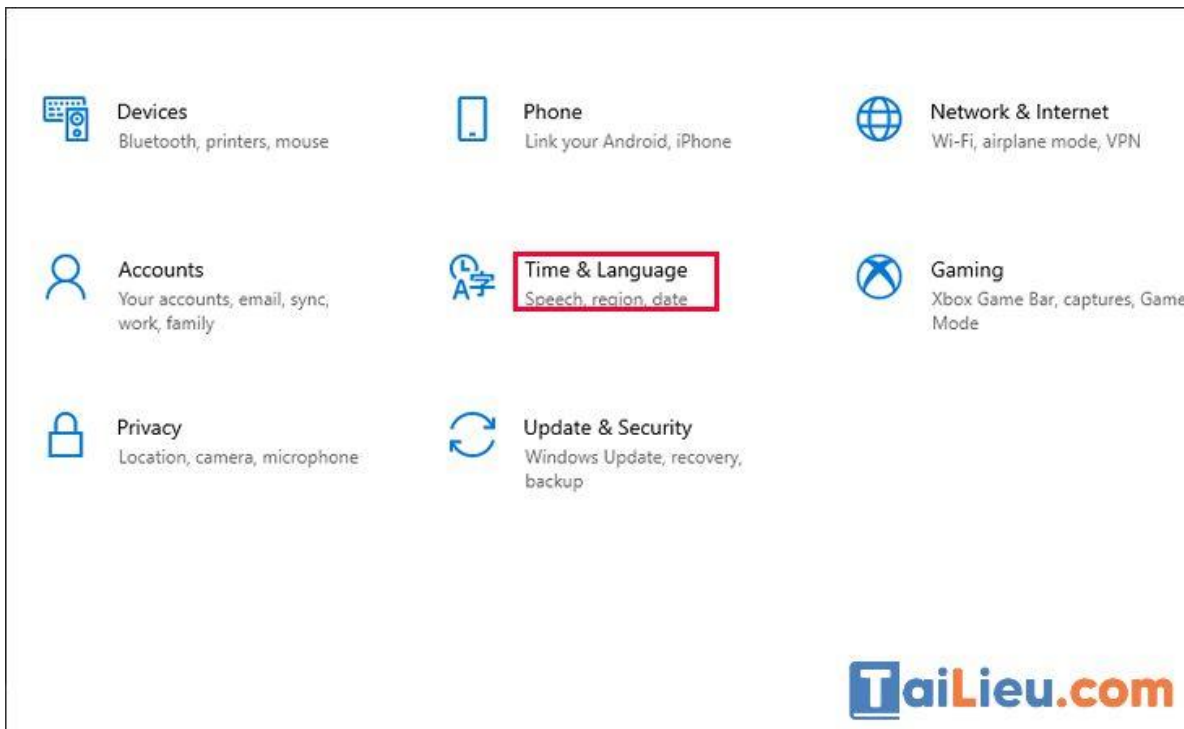 Devices
Bluetooth, printers, mouse
Phone
Link your Android, iPhone
Network & Internet
Wi-Fi, airplane mode, VPN
Accounts
Your accounts, email, sync,
work, family
Time & Language
Speech, region, date
Gaming
Xbox Game Bar, captures, Game
Mode
Privacy
Location, camera, microphone
Update & Security
Windows Update, recovery,
backup
TaiLieu.com